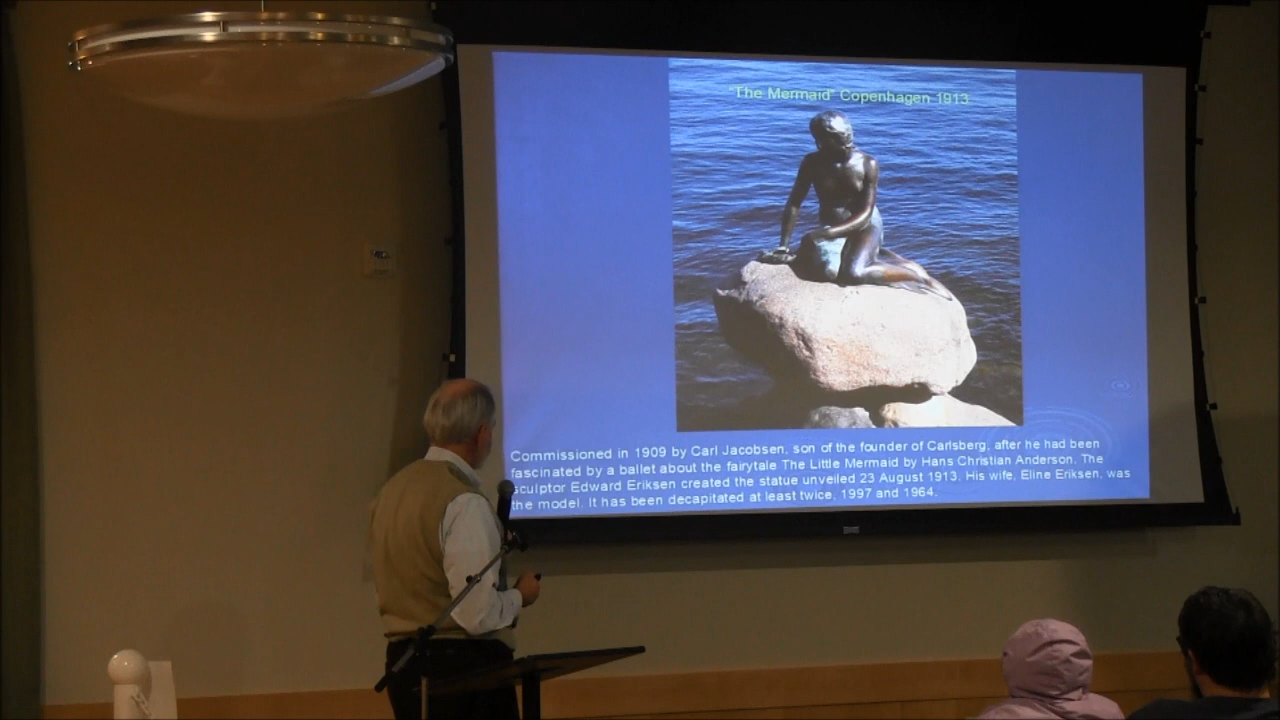 "The Mermaid" Copenhagen 1913
Commissioned in 1909 by Carl Jacobsen, son of the founder of Carlsberg, after he had been
fascinated by a ballet about the fairytale The Little Mermaid by Hans Christian Anderson. The
sculptor Edward Eriksen created the statue unveiled 23 August 1913. His wife, Eline Eriksen, was
the model. It has been decapitated at least twice, 1997 and 1964.